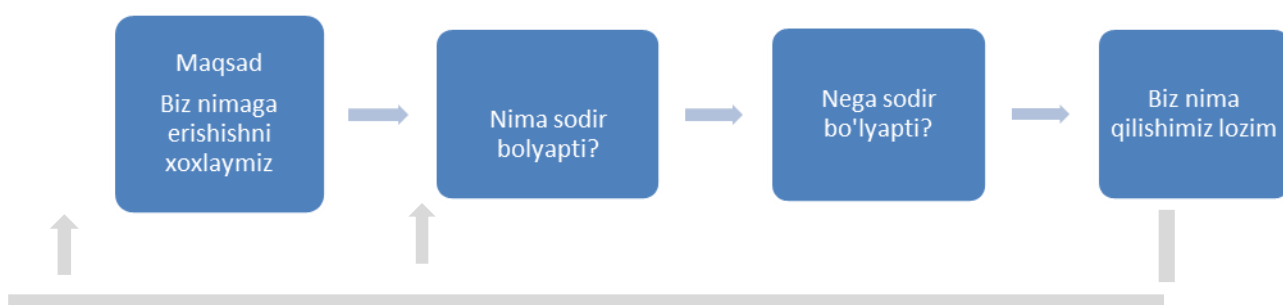 Maqsad
Biz nimaga
erishishni
xoxlaymiz
Nima sodir
bolyapti?
Nega sodir
bo'lyapti?
Biz nima
qilishimiz lozim